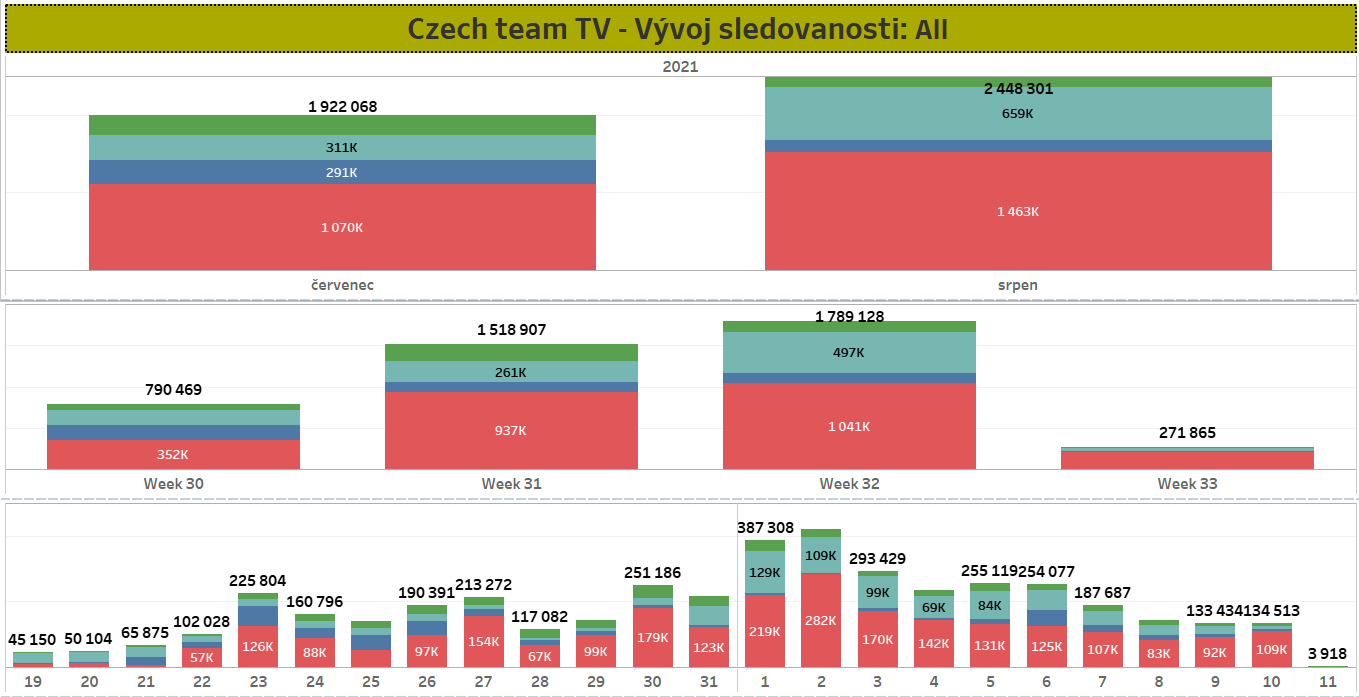 Czech team TV - Vývoj sledovanosti: All
2021
1 922 068
2 448 301
659K
311K
291K
1 463K
1 070K
červenec
srpen
1 789 128
1 518 907
497K
261K
790 469
937K
1 041K
271 865
352K
Week 30
Week 31
Week 32
Week 33
387 308
109K
293 429
129K
251 186
255 119
254 077
225 804
99K
213 272
190 391
187 687
160 796
69K
84K
117 082
133 434
134 513
102 028
45 150
50 104
65 875
219K
282K
170K
142K
131K
125K
107K
83K
92K
109K
3 918
57K
126K
88K
97K
154K
67K
99K
179K
123K
19
20
21
22
23
24
25
26
27
28
29
30
31
1
2
3
4
5
6
7
8
9
10
11